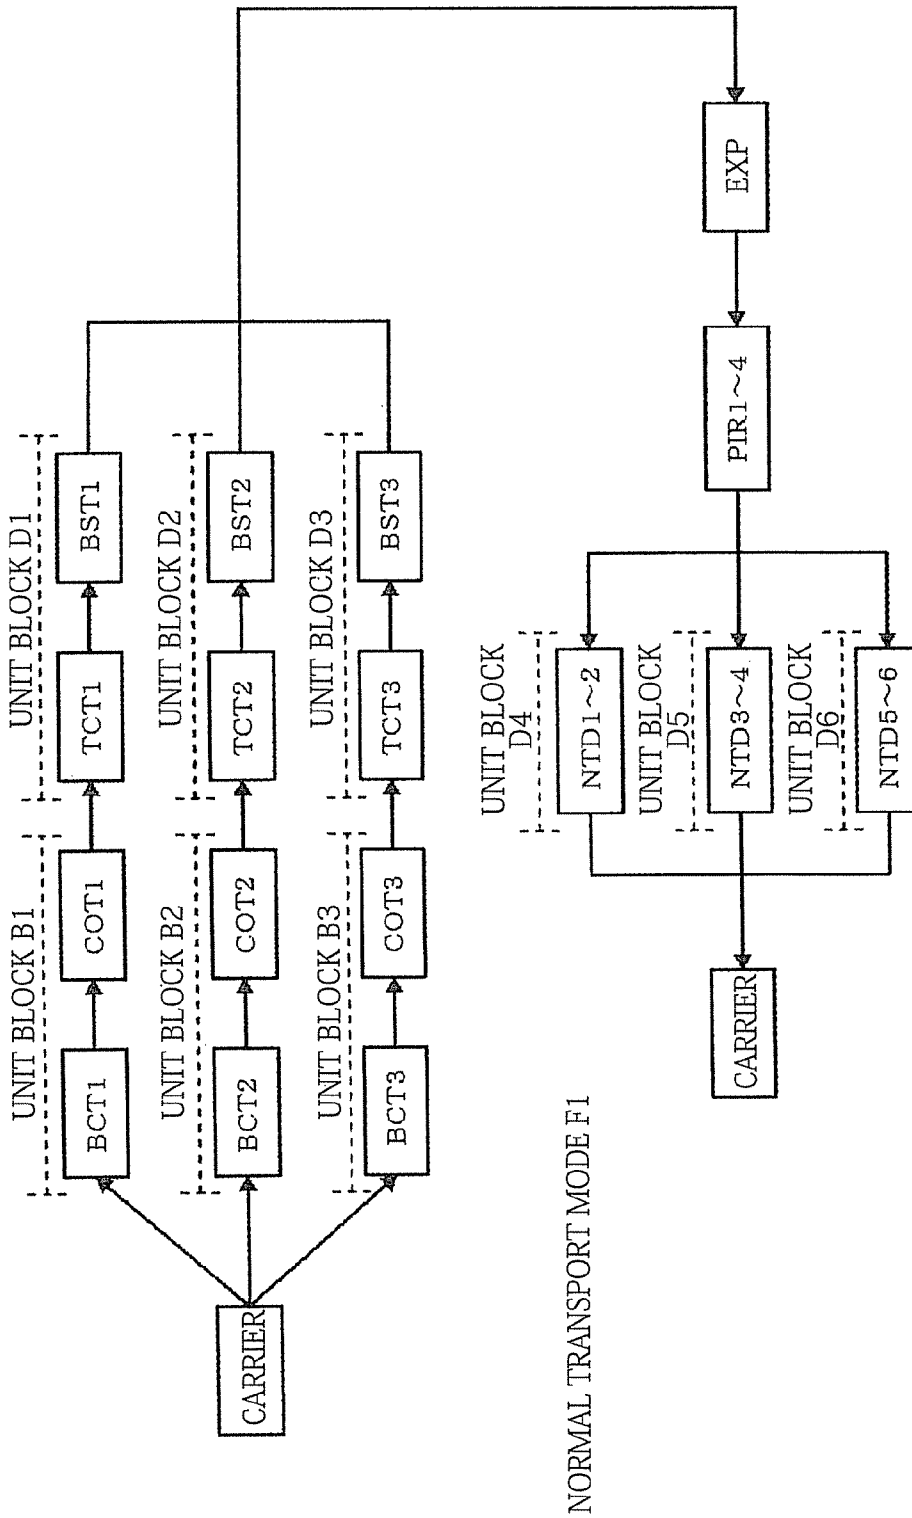 UNIT BLOCK B1
UNIT BLOCK D1
BCT1
COT1
TCT1
BST1
UNIT BLOCK B2
UNIT BLOCK D2
CARRIER
BCT2
COT2
TCT2
BST2
UNIT BLOCK B3
UNIT BLOCK D3
BCT3
COT3
TCT3
BST3
UNIT BLOCK
D4
NTD1~2
UNIT BLOCK
D5
CARRIER
NTD3~4
PIR1~4
EXP
UNIT BLOCK
D6
NTD5~6
NORMAL TRANSPORT MODE F1